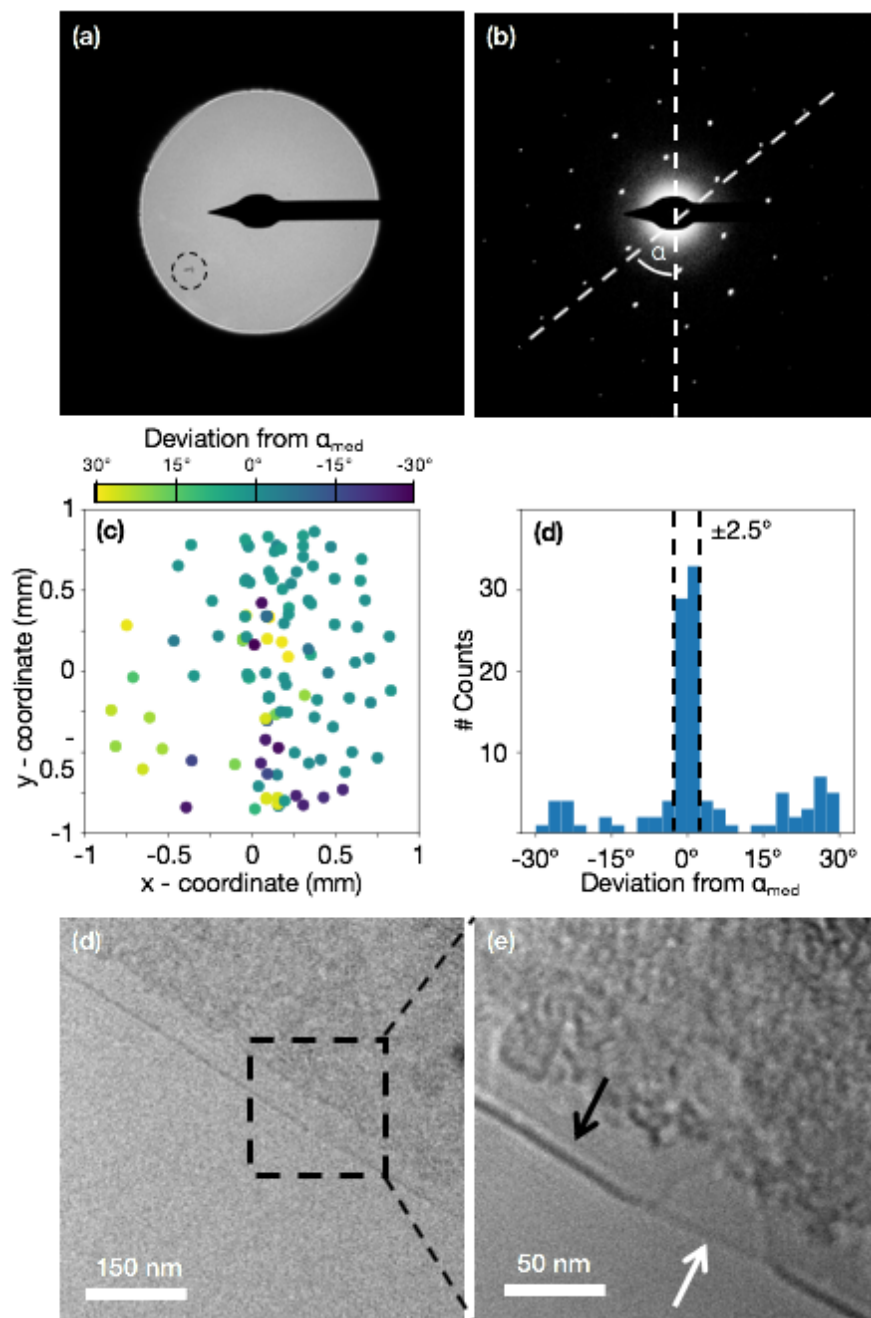 (a)
(b)
α
Deviation from αmed
30° 15° 0° -15° -30°
(c)
1
0.5
0
-
0.5
-1
y - coordinate (mm)
-1 -0.5 0 0.5 1
x - coordinate (mm)
(d)
±2.5°
30
20
10
# Counts
-30° -15° 0° 15° 30°
Deviation from αmed
(d)
150 nm
(e)
50 nm